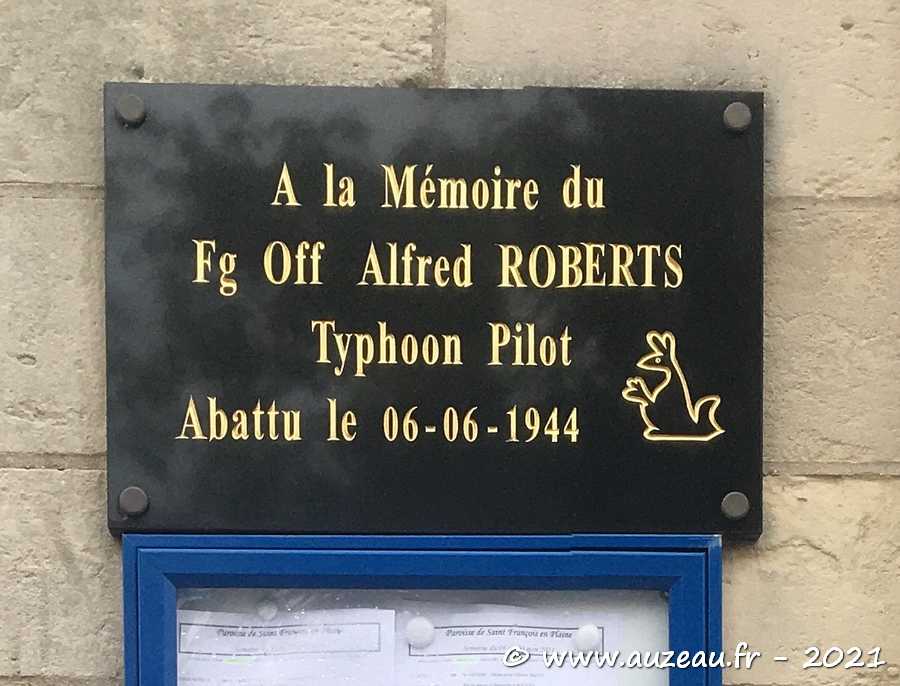 A la Mémoire du
Fg Off Alfred ROBERTS
Typhoon Pilot
Abattu le 06-06-1944
Paroisse de Saint François en Plaine
Paroisse de Saint François en Plaine
© www.auzeau.fr - 2021